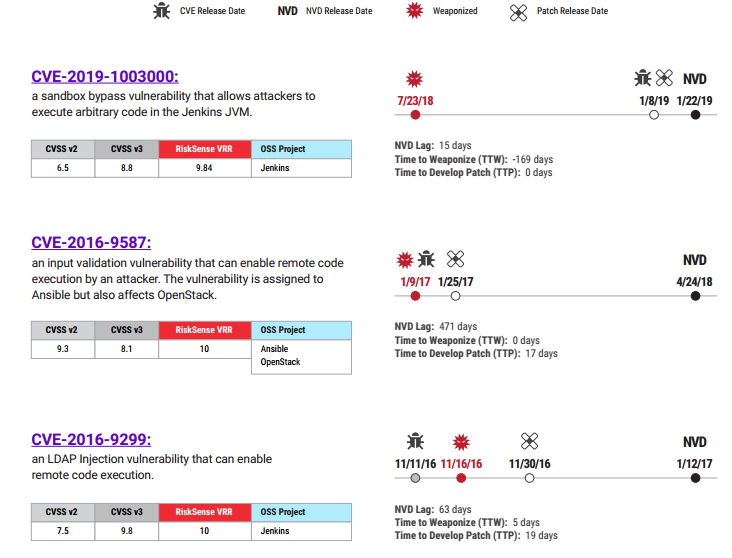 CVE Release Date NVD NVD Release Date Weaponized Patch Release Date
CVE-2019-1003000:
a sandbox bypass vulnerability that allows attackers to
execute arbitrary code in the Jenkins JVM.
CVSS v2 CVSS v3 RiskSense VRR OSS Project
6.5 8.8 9.84 Jenkins
NVD
7/23/18 1/8/19 1/22/19
NVD Lag: 15 days
Time to Weaponize (TTW): -169 days
Time to Develop Patch (TTP): 0 days
CVE-2016-9587:
an input validation vulnerability that can enable remote code
execution by an attacker. The vulnerability is assigned to
Ansible but also affects OpenStack.
CVSS v2 CVSS v3 RiskSense VRR OSS Project
9.3 8.1 10 Ansible
OpenStack
NVD
1/9/17 1/25/17 4/24/18
NVD Lag: 471 days
Time to Weaponize (TTW): 0 days
Time to Develop Patch (TTP): 17 days
CVE-2016-9299:
an LDAP Injection vulnerability that can enable
remote code execution.
CVSS v2 CVSS v3 RiskSense VRR OSS Project
7.5 9.8 10 Jenkins
NVD
11/11/16 11/16/16 11/30/16 1/12/17
NVD Lag: 63 days
Time to Weaponize (TTW): 5 days
Time to Develop Patch (TTP): 19 days